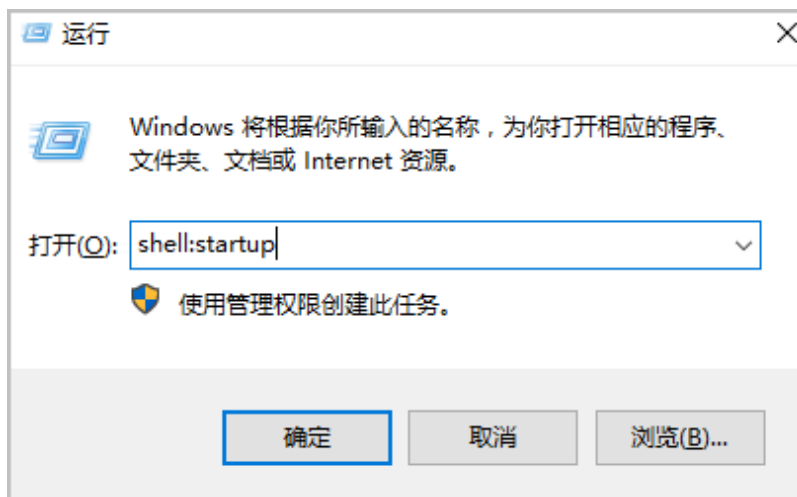 运行
Windows 将根据你所输入的名称，为你打开相应的程序、
文件夹、文档或 Internet 资源。
打开(O): shell:startup
使用管理权限创建此任务。
确定 取消 浏览(B)...